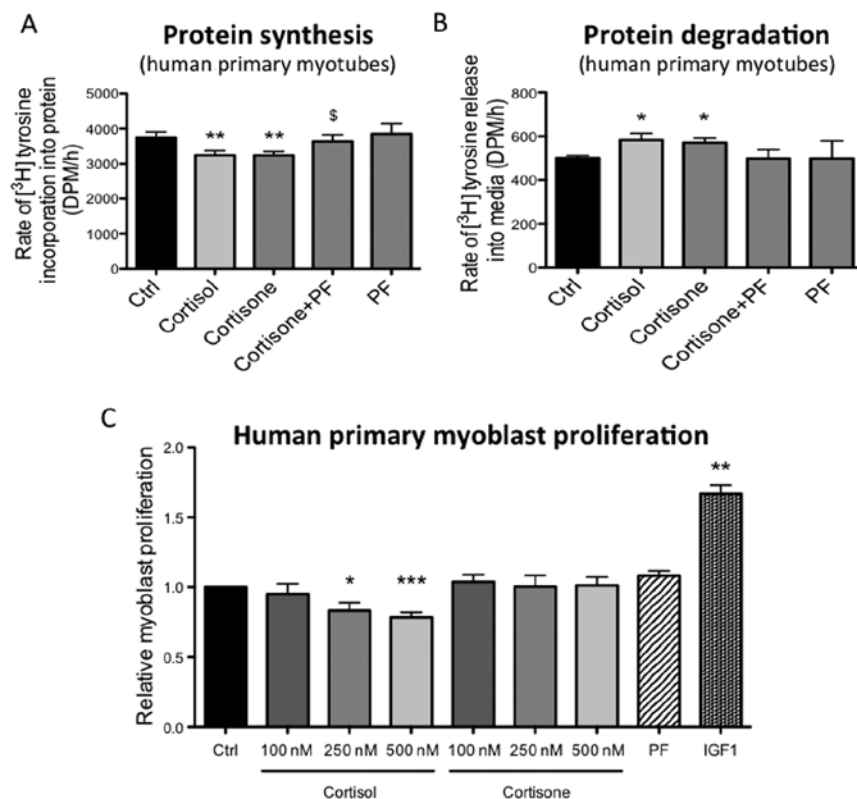 A
Protein synthesis
(human primary myotubes)
Rate of [³H] tyrosine
incorporation into protein
(DPM/h)
5000
4000
3000
2000
1000
0
** ** $
Ctrl
Cortisol
Cortisone
Cortisone+PF
PF
B
Protein degradation
(human primary myotubes)
Rate of [³H] tyrosine release
into media (DPM/h)
800
600
400
200
0
* *
Ctrl
Cortisol
Cortisone
Cortisone+PF
PF
C
Human primary myoblast proliferation
Relative myoblast proliferation
2.0
1.5
1.0
0.5
0.0
* *** **
Ctrl 100 nM 250 nM 500 nM 100 nM 250 nM 500 nM PF IGF1
Cortisol Cortisone